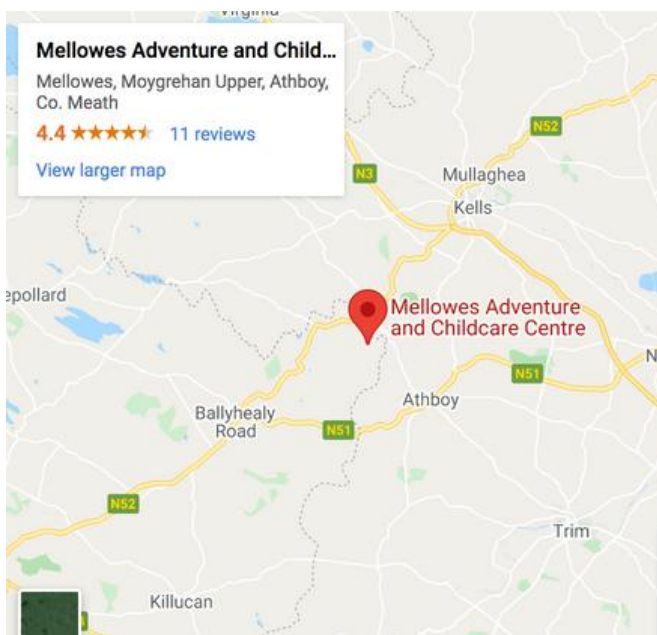 Virginia
Mellowes Adventure and Child...
Mellowes, Moygrehan Upper, Athboy,
Co. Meath
4.4
11 reviews
View larger map
N52
N3
Mullaghea
Kells
epollard
Mellowes Adventure
and Childcare Centre
N51
N
Athboy
Ballyhealy
Road
N51
N52
Trim
Killucan